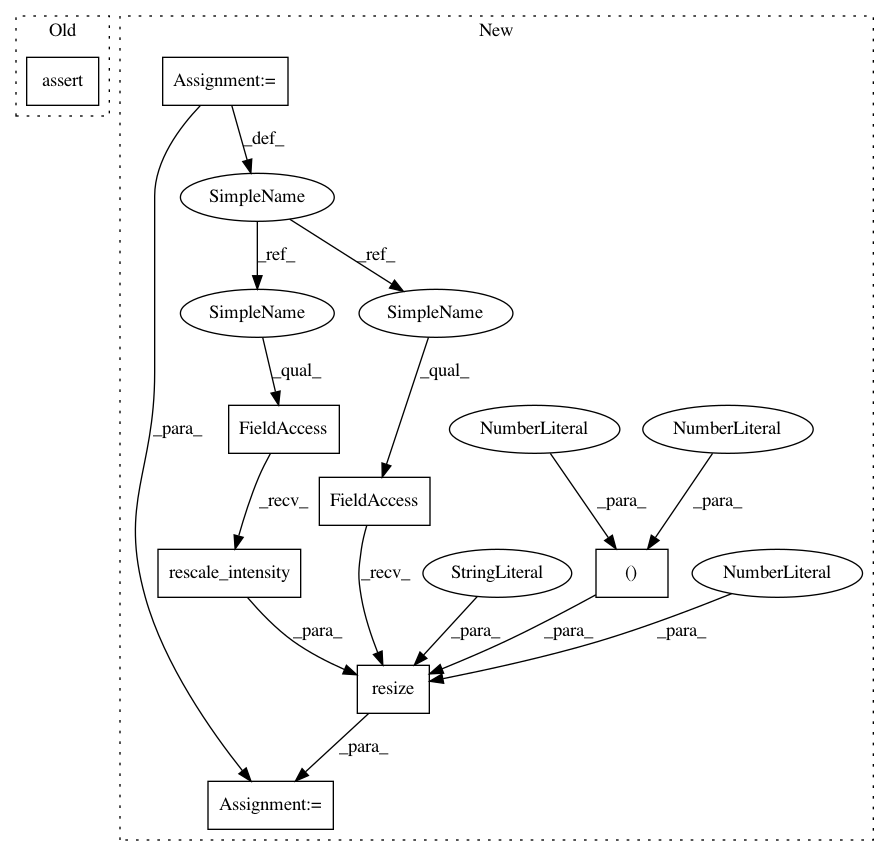 Old
New
assert
Assignment:=
_def_
SimpleName
_ref_
_ref_
SimpleName
SimpleName
_qual_
_qual_
_para_
FieldAccess
NumberLiteral
NumberLiteral
FieldAccess
_recv_
_para_
_para_
rescale_intensity
_recv_
StringLiteral
()
NumberLiteral
_para_
_para_
_para_
_para_
resize
_para_
Assignment:=